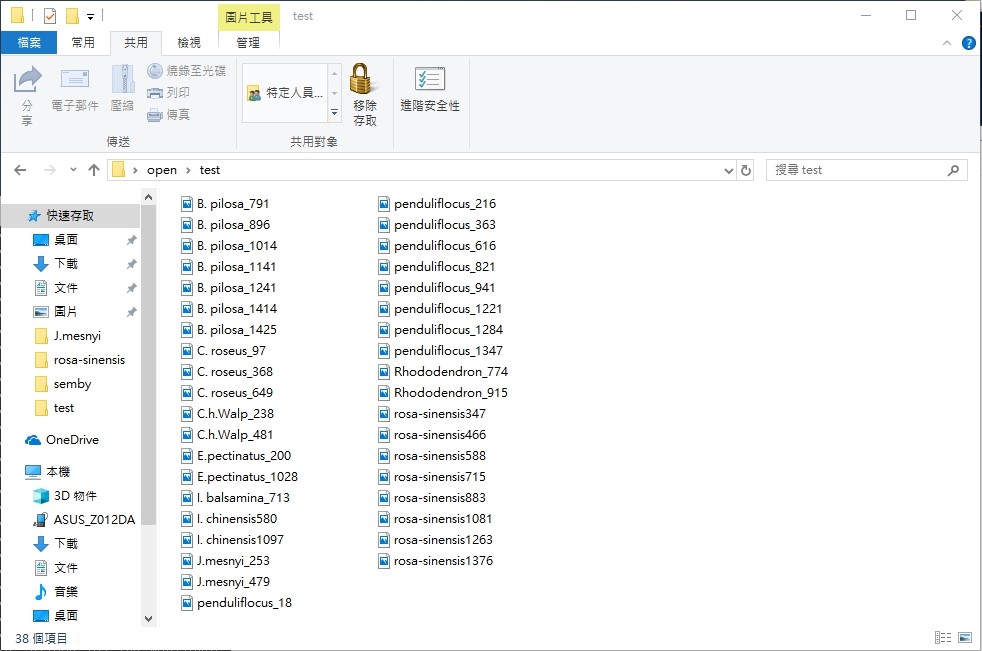 圖片工具
test
檔案
常用
共用
檢視
管理
分享
電子郵件
壓縮
燒錄至光碟
列印
傳真
傳送
特定人員...
共用對象
移除
存取
進階安全性
open
test
搜尋 test
快速存取
桌面
下載
文件
圖片
J.mesnyi
rosa-sinensis
semby
test
OneDrive
本機
3D 物件
ASUS_Z012DA
下載
文件
音樂
桌面
B. pilosa_791
B. pilosa_896
B. pilosa_1014
B. pilosa_1141
B. pilosa_1241
B. pilosa_1414
B. pilosa_1425
C. roseus_97
C. roseus_368
C. roseus_649
C.h.Walp_238
C.h.Walp_481
E.pectinatus_200
E.pectinatus_1028
I. balsamina_713
I. chinensis580
I. chinensis1097
J.mesnyi_253
J.mesnyi_479
penduliflocus_18
penduliflocus_216
penduliflocus_363
penduliflocus_616
penduliflocus_821
penduliflocus_941
penduliflocus_1221
penduliflocus_1284
penduliflocus_1347
Rhododendron_774
Rhododendron_915
rosa-sinensis347
rosa-sinensis466
rosa-sinensis588
rosa-sinensis715
rosa-sinensis883
rosa-sinensis1081
rosa-sinensis1263
rosa-sinensis1376
38 個項目